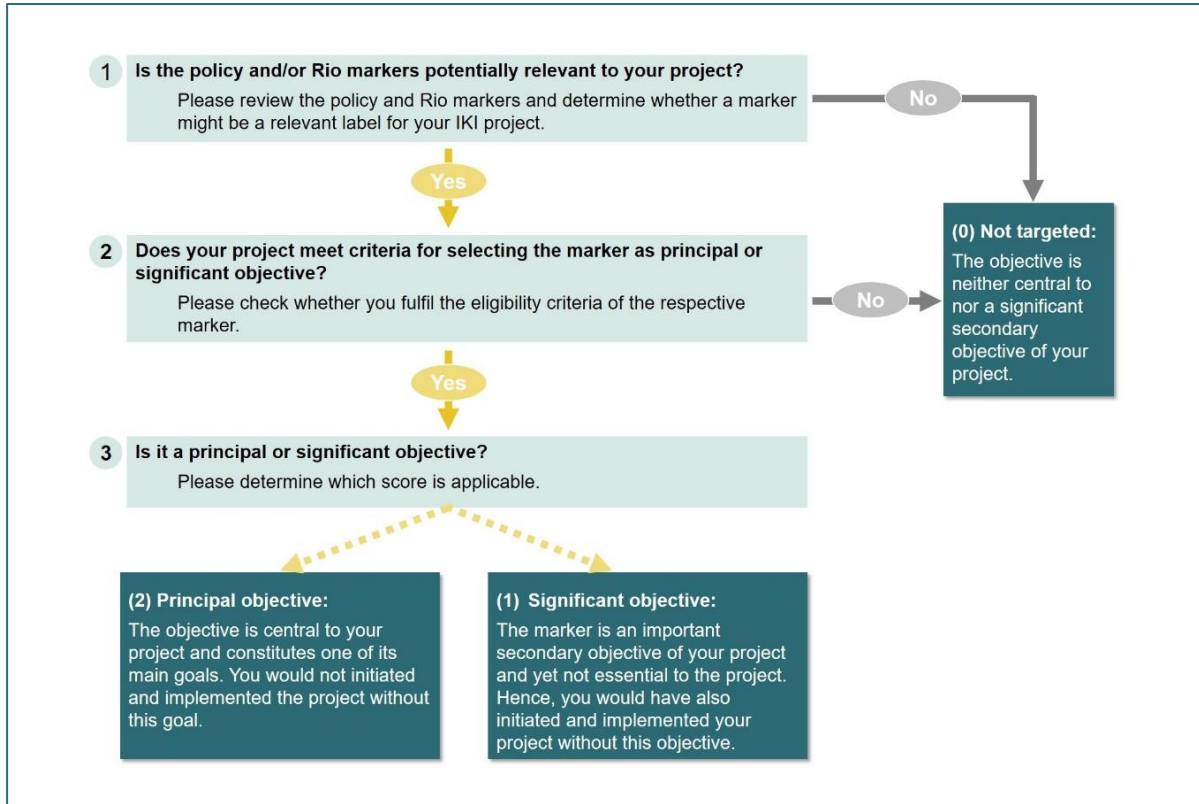 1
Is the policy and/or Rio markers potentially relevant to your project?
Please review the policy and Rio markers and determine whether a marker
might be a relevant label for your IKI project.
No
Yes
2
Does your project meet criteria for selecting the marker as principal or
significant objective?
Please check whether you fulfil the eligibility criteria of the respective
marker.
No
(0) Not targeted:
The objective is
neither central to
nor a significant
secondary
objective of your
project.
Yes
3
Is it a principal or significant objective?
Please determine which score is applicable.
(2) Principal objective:
The objective is central to your
project and constitutes one of its
main goals. You would not initiated
and implemented the project without
this goal.
(1) Significant objective:
The marker is an important
secondary objective of your project
and yet not essential to the project.
Hence, you would have also
initiated and implemented your
project without this objective.